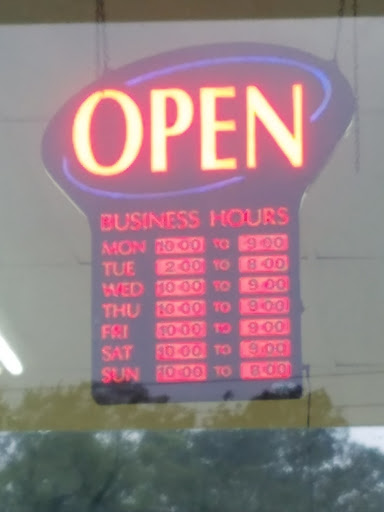 OPEN
BUSINESS HOURS
MON 10:00 TO 9:00
TUE 2:00 TO 8:00
WED 10:00 TO 9:00
THU 10:00 TO 9:00
FRI 10:00 TO 9:00
SAT 10:00 TO 9:00
SUN 10:00 TO 8:00